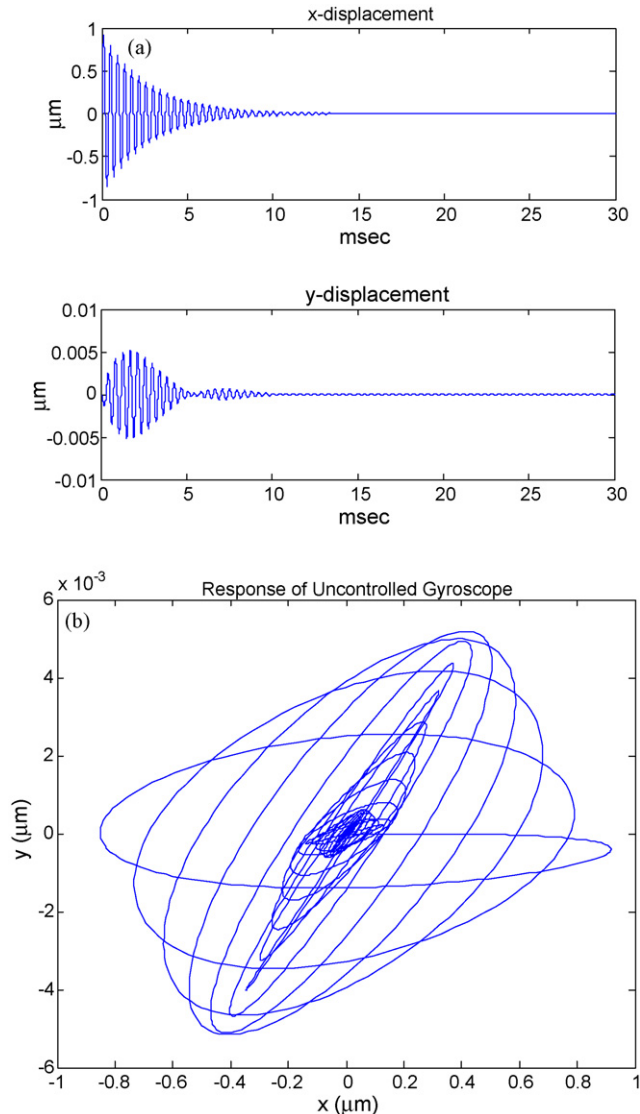 x-displacement
(a)
1
0.5
0
-0.5
-1
μm
0 5 10 15 20 25 30
msec
y-displacement
0.01
0.005
0
-0.005
-0.01
μm
0 5 10 15 20 25 30
msec
x 10⁻³
Response of Uncontrolled Gyroscope
(b)
6
4
2
0
-2
-4
-6
y (μm)
-1 -0.8 -0.6 -0.4 -0.2 0 0.2 0.4 0.6 0.8 1
x (μm)